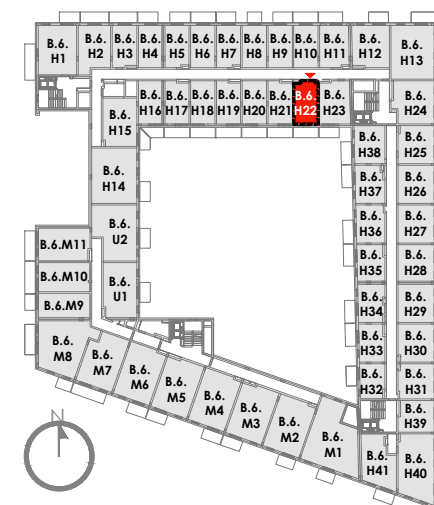 B.6.
H1
B.6.
H2
B.6.
H3
B.6.
H4
B.6.
H5
B.6.
H6
B.6.
H7
B.6.
H8
B.6.
H9
B.6.
H10
B.6.
H11
B.6.
H12
B.6.
H13
B.6.
H15
B.6.
H16
B.6.
H17
B.6.
H18
B.6.
H19
B.6.
H20
B.6.
H21
B.6.
H22
B.6.
H23
B.6.
H24
B.6.
H38
B.6.
H25
B.6.
H14
B.6.
H37
B.6.
H26
B.6.
U2
B.6.
H36
B.6.
H27
B.6.M11
B.6.
H35
B.6.
H28
B.6.M10
B.6.
U1
B.6.
H34
B.6.
H29
B.6.M9
B.6.
M8
B.6.
M7
B.6.
M6
B.6.
M5
B.6.
M4
B.6.
M3
B.6.
M2
B.6.
M1
B.6.
H33
B.6.
H30
B.6.
H32
B.6.
H31
B.6.
H39
B.6.
H41
B.6.
H40
N